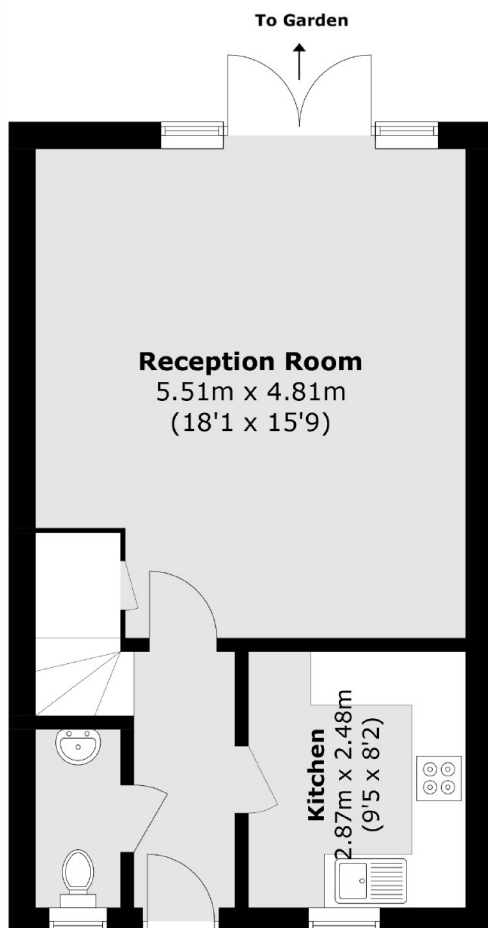 To Garden
Reception Room
5.51m x 4.81m
(18'1 x 15'9)
Kitchen
2.87m x 2.48m
(9'5 x 8'2)